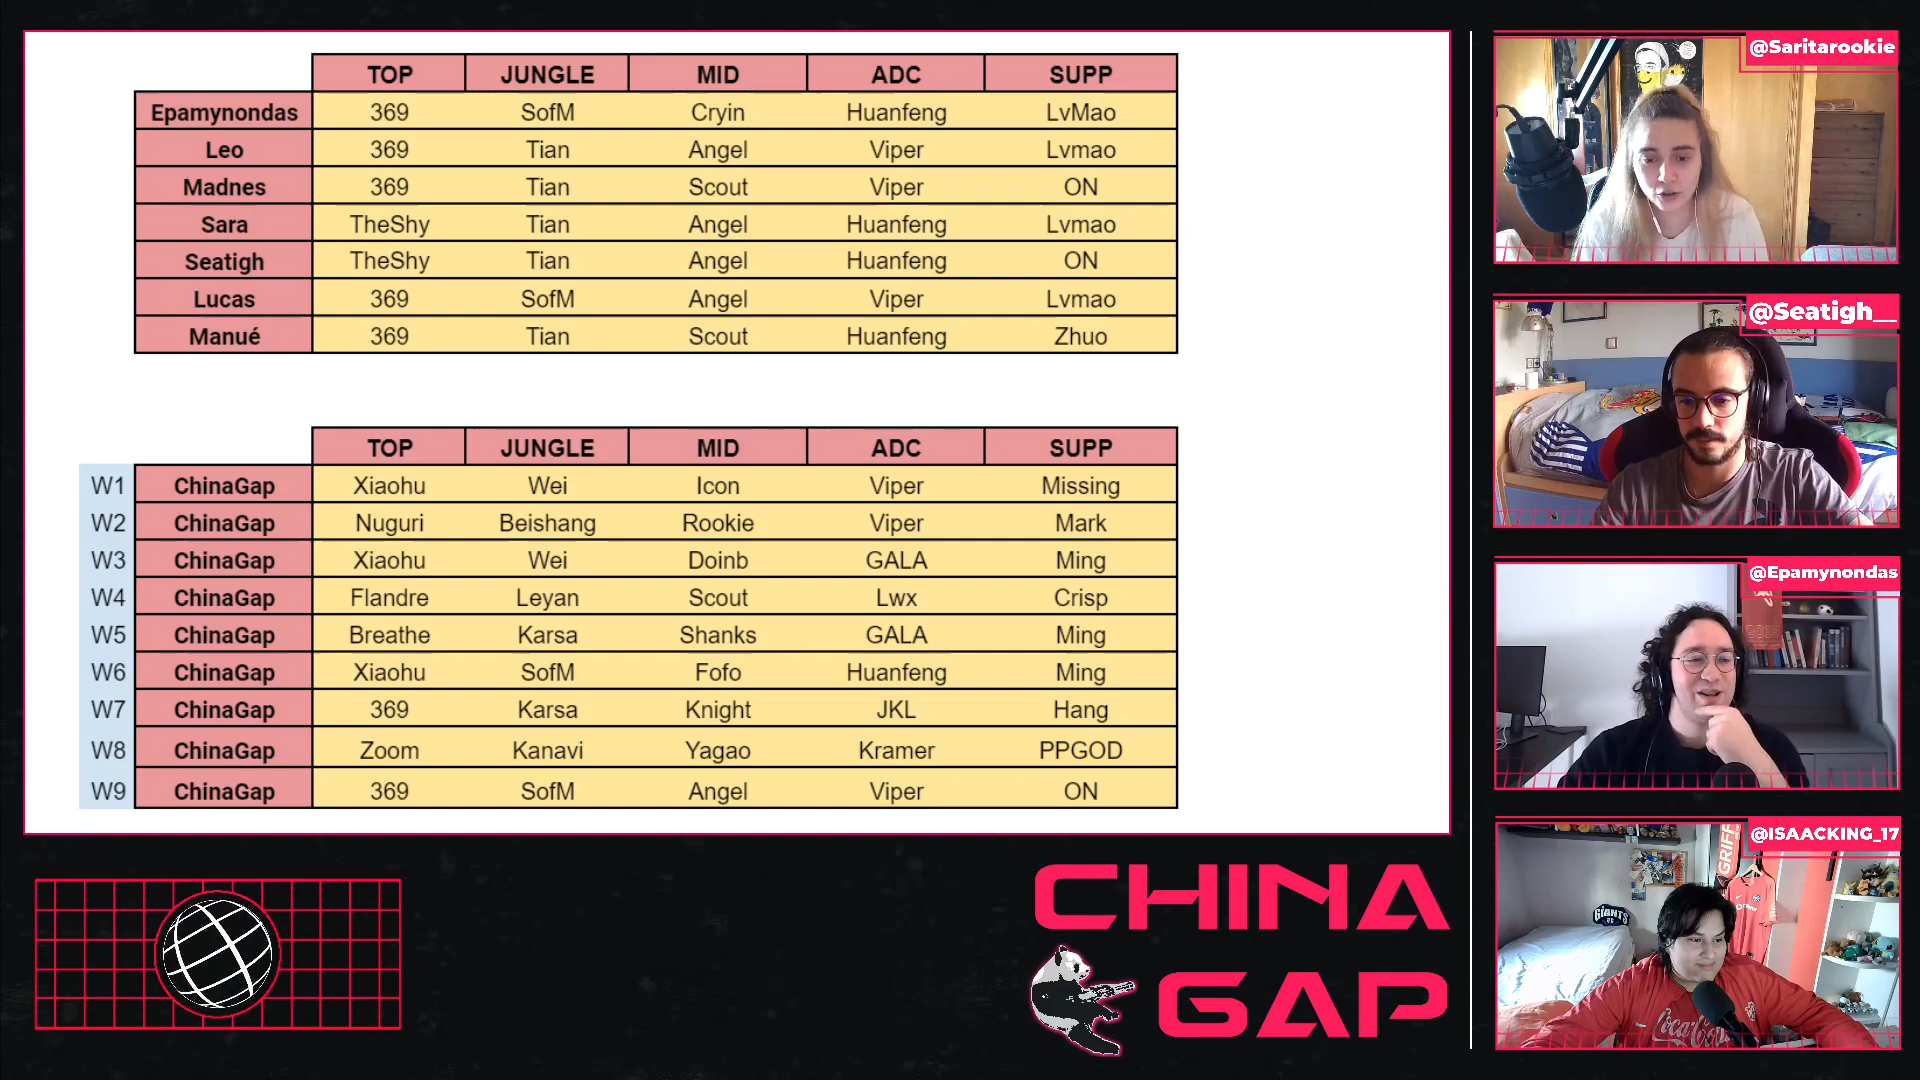 TOP JUNGLE MID ADC SUPP
Epamynondas 369 SofM Cryin Huanfeng LvMao
Leo 369 Tian Angel Viper Lvmao
Madnes 369 Tian Scout Viper ON
Sara TheShy Tian Angel Huanfeng Lvmao
Seatigh TheShy Tian Angel Huanfeng ON
Lucas 369 SofM Angel Viper Lvmao
Manué 369 Tian Scout Huanfeng Zhuo
TOP JUNGLE MID ADC SUPP
W1 ChinaGap Xiaohu Wei Icon Viper Missing
W2 ChinaGap Nuguri Beishang Rookie Viper Mark
W3 ChinaGap Xiaohu Wei Doinb GALA Ming
W4 ChinaGap Flandre Leyan Scout Lwx Crisp
W5 ChinaGap Breathe Karsa Shanks GALA Ming
W6 ChinaGap Xiaohu SofM Fofo Huanfeng Ming
W7 ChinaGap 369 Karsa Knight JKL Hang
W8 ChinaGap Zoom Kanavi Yagao Kramer PPGOD
W9 ChinaGap 369 SofM Angel Viper ON
@Saritarookie
@Seatigh__
@Epamynondas
@ISAACKING_17
GRIFF
GIANTS
Coca-Co
CHINA
GAP